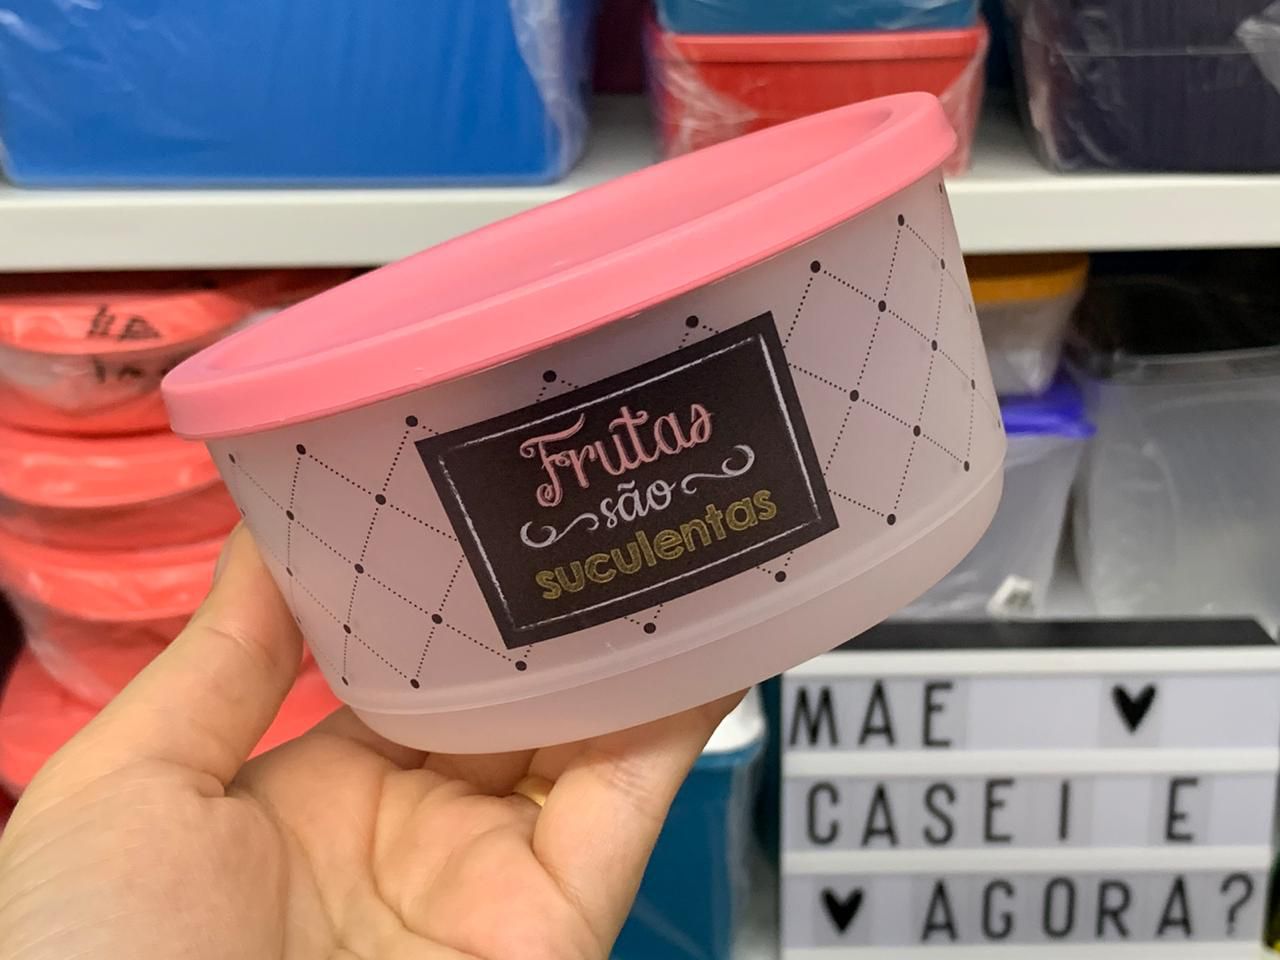 Frutas
são
suculentas
MAE ♥
CASEI E
♥ AGORA?